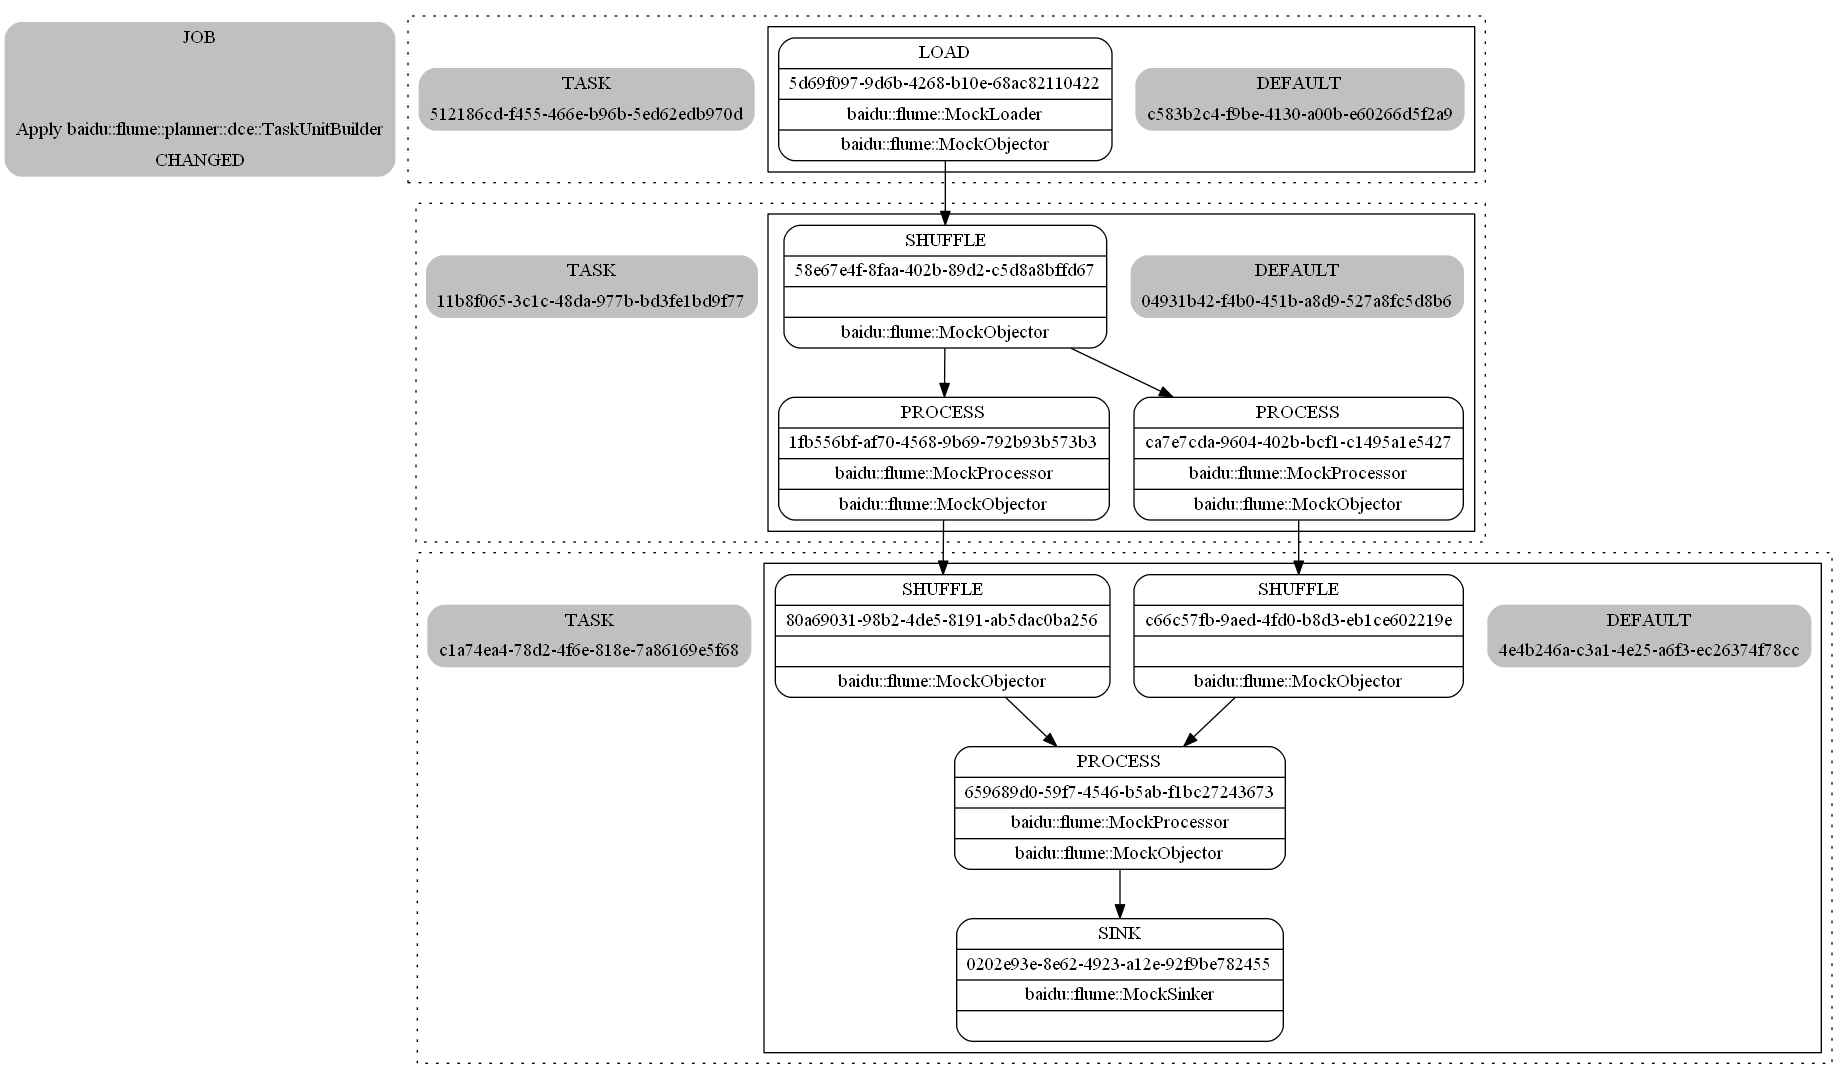 JOB
Apply baidu::flume::planner::dce::TaskUnitBuilder
CHANGED
TASK
512186cd-f455-466e-b96b-5ed62edb970d
LOAD
5d69f097-9d6b-4268-b10e-68ac82110422
baidu::flume::MockLoader
baidu::flume::MockObjector
DEFAULT
c583b2c4-f9be-4130-a00b-e60266d5f2a9
TASK
11b8f065-3c1c-48da-977b-bd3fe1bd9f77
SHUFFLE
58e67e4f-8faa-402b-89d2-c5d8a8bffd67
baidu::flume::MockObjector
DEFAULT
04931b42-f4b0-451b-a8d9-527a8fc5d8b6
PROCESS
1fb556bf-af70-4568-9b69-792b93b573b3
baidu::flume::MockProcessor
baidu::flume::MockObjector
PROCESS
ca7e7cda-9604-402b-bcf1-c1495a1e5427
baidu::flume::MockProcessor
baidu::flume::MockObjector
TASK
c1a74ea4-78d2-4f6e-818e-7a86169e5f68
SHUFFLE
80a69031-98b2-4de5-8191-ab5dac0ba256
baidu::flume::MockObjector
SHUFFLE
c66c57fb-9aed-4fd0-b8d3-eb1ce602219e
baidu::flume::MockObjector
DEFAULT
4e4b246a-c3a1-4e25-a6f3-ec26374f78cc
PROCESS
659689d0-59f7-4546-b5ab-f1bc27243673
baidu::flume::MockProcessor
baidu::flume::MockObjector
SINK
0202e93e-8e62-4923-a12e-92f9be782455
baidu::flume::MockSinker